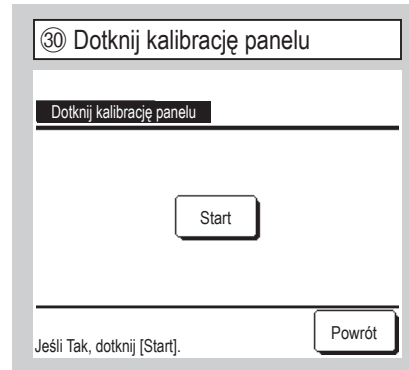 ㉚ Dotknij kalibrację panelu
Dotknij kalibrację panelu
Start
Jeśli Tak, dotknij [Start].
Powrót